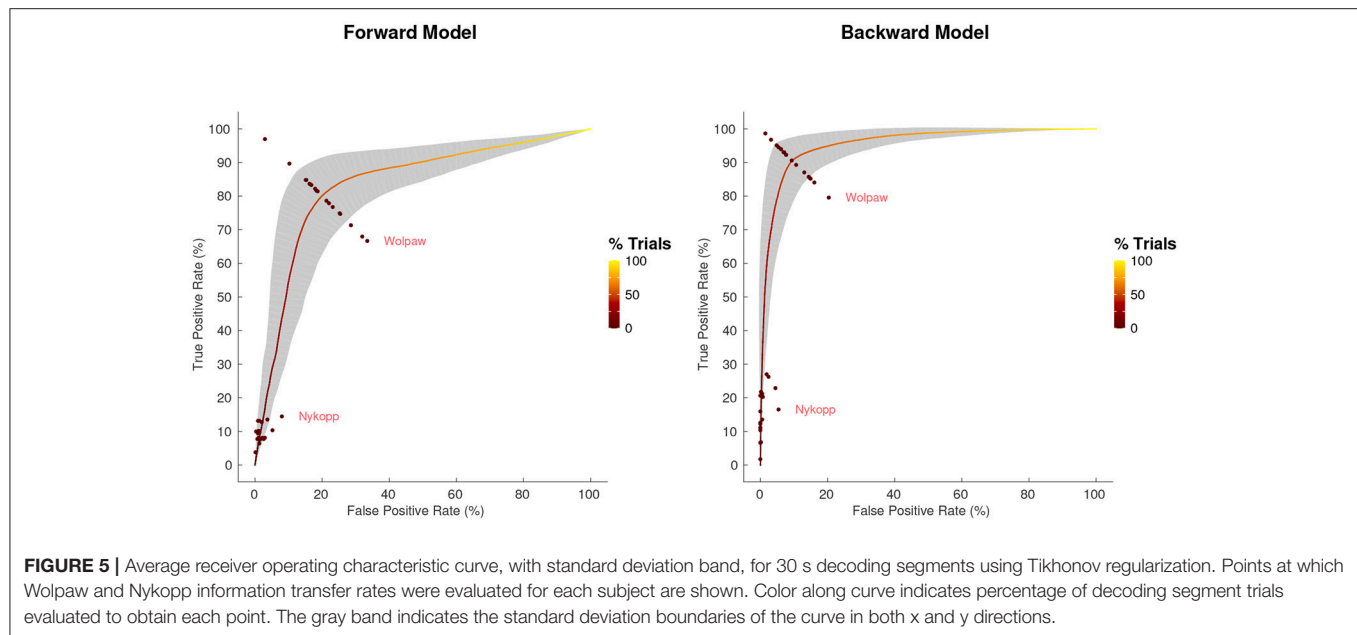 Forward Model
Backward Model
100
90
80
70
60
50
40
30
20
10
0
True Positive Rate (%)
0 20 40 60 80 100
False Positive Rate (%)
Wolpaw
Nykopp
% Trials
100
50
0
100
90
80
70
60
50
40
30
20
10
0
True Positive Rate (%)
0 20 40 60 80 100
False Positive Rate (%)
Wolpaw
Nykopp
% Trials
100
50
0
FIGURE 5 | Average receiver operating characteristic curve, with standard deviation band, for 30 s decoding segments using Tikhonov regularization. Points at which
Wolpaw and Nykopp information transfer rates were evaluated for each subject are shown. Color along curve indicates percentage of decoding segment trials
evaluated to obtain each point. The gray band indicates the standard deviation boundaries of the curve in both x and y directions.